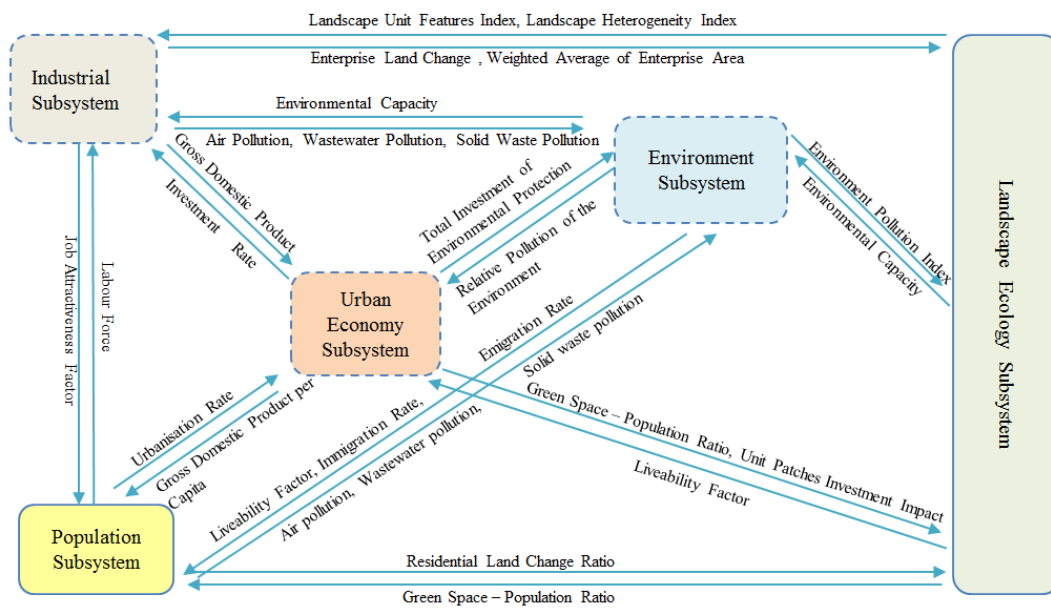 Landscape Unit Features Index, Landscape Heterogeneity Index
Enterprise Land Change , Weighted Average of Enterprise Area
Industrial
Subsystem
Environmental Capacity
Air Pollution, Wastewater Pollution, Solid Waste Pollution
Environment
Subsystem
Gross Domestic Product
Investment Rate
Total Investment of
Environmental Protection
Relative Pollution of the
Environment
Environment Pollution Index
Environmental Capacity
Landscape Ecology Subsystem
Job Attractiveness Factor
Labour Force
Urban
Economy
Subsystem
Emigration Rate
Solid waste pollution
Urbanisation Rate
Gross Domestic Product per
Capita
Liveability Factor, Immigration Rate,
Air pollution, Wastewater pollution,
Green Space – Population Ratio, Unit Patches Investment Impact
Liveability Factor
Population
Subsystem
Residential Land Change Ratio
Green Space – Population Ratio